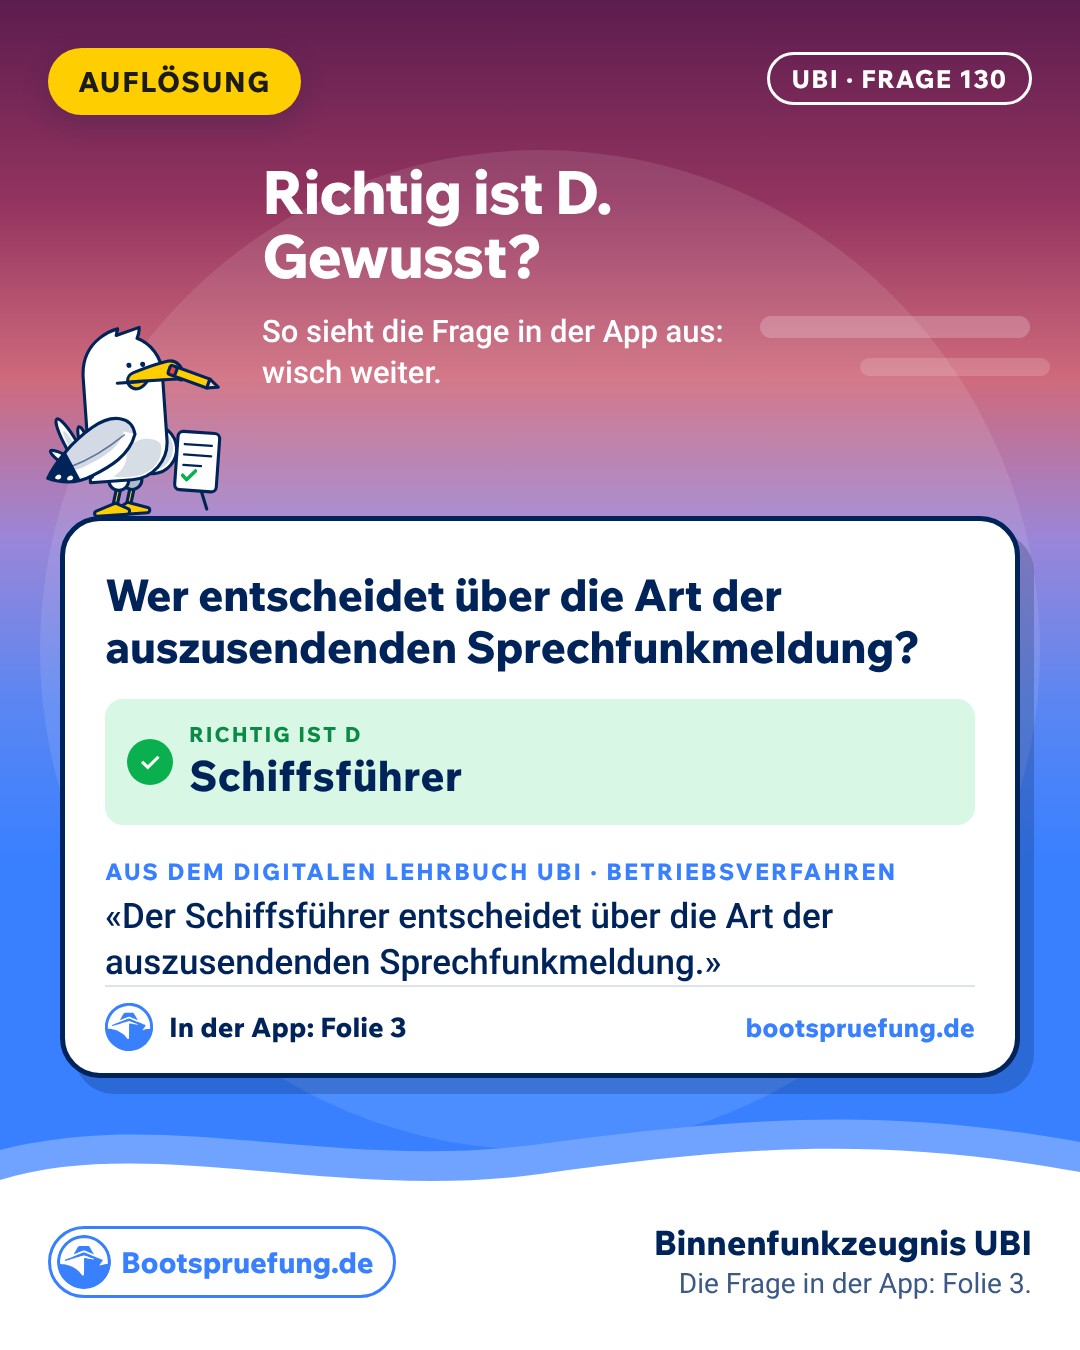 AUFLÖSUNG
UBI · FRAGE 130
Richtig ist D.
Gewusst?
So sieht die Frage in der App aus:
wisch weiter.
Wer entscheidet über die Art der
auszusendenden Sprechfunkmeldung?
RICHTIG IST D
Schiffsführer
AUS DEM DIGITALEN LEHRBUCH UBI · BETRIEBSVERFAHREN
«Der Schiffsführer entscheidet über die Art der
auszusendenden Sprechfunkmeldung.»
In der App: Folie 3
bootspruefung.de
Bootspruefung.de
Binnenfunkzeugnis UBI
Die Frage in der App: Folie 3.